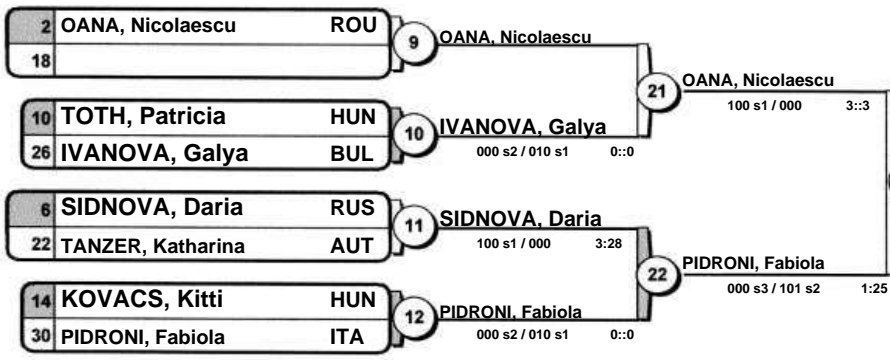 2 OANA, Nicolaescu ROU
18
9
OANA, Nicolaescu
10 TOTH, Patricia HUN
26 IVANOVA, Galya BUL
10
IVANOVA, Galya
000 s2 / 010 s1 0::0
21
OANA, Nicolaescu
100 s1 / 000 3::3
6 SIDNOVA, Daria RUS
22 TANZER, Katharina AUT
11
SIDNOVA, Daria
100 s1 / 000 3:28
14 KOVACS, Kitti HUN
30 PIDRONI, Fabiola ITA
12
PIDRONI, Fabiola
000 s2 / 010 s1 0::0
22
PIDRONI, Fabiola
000 s3 / 101 s2 1:25